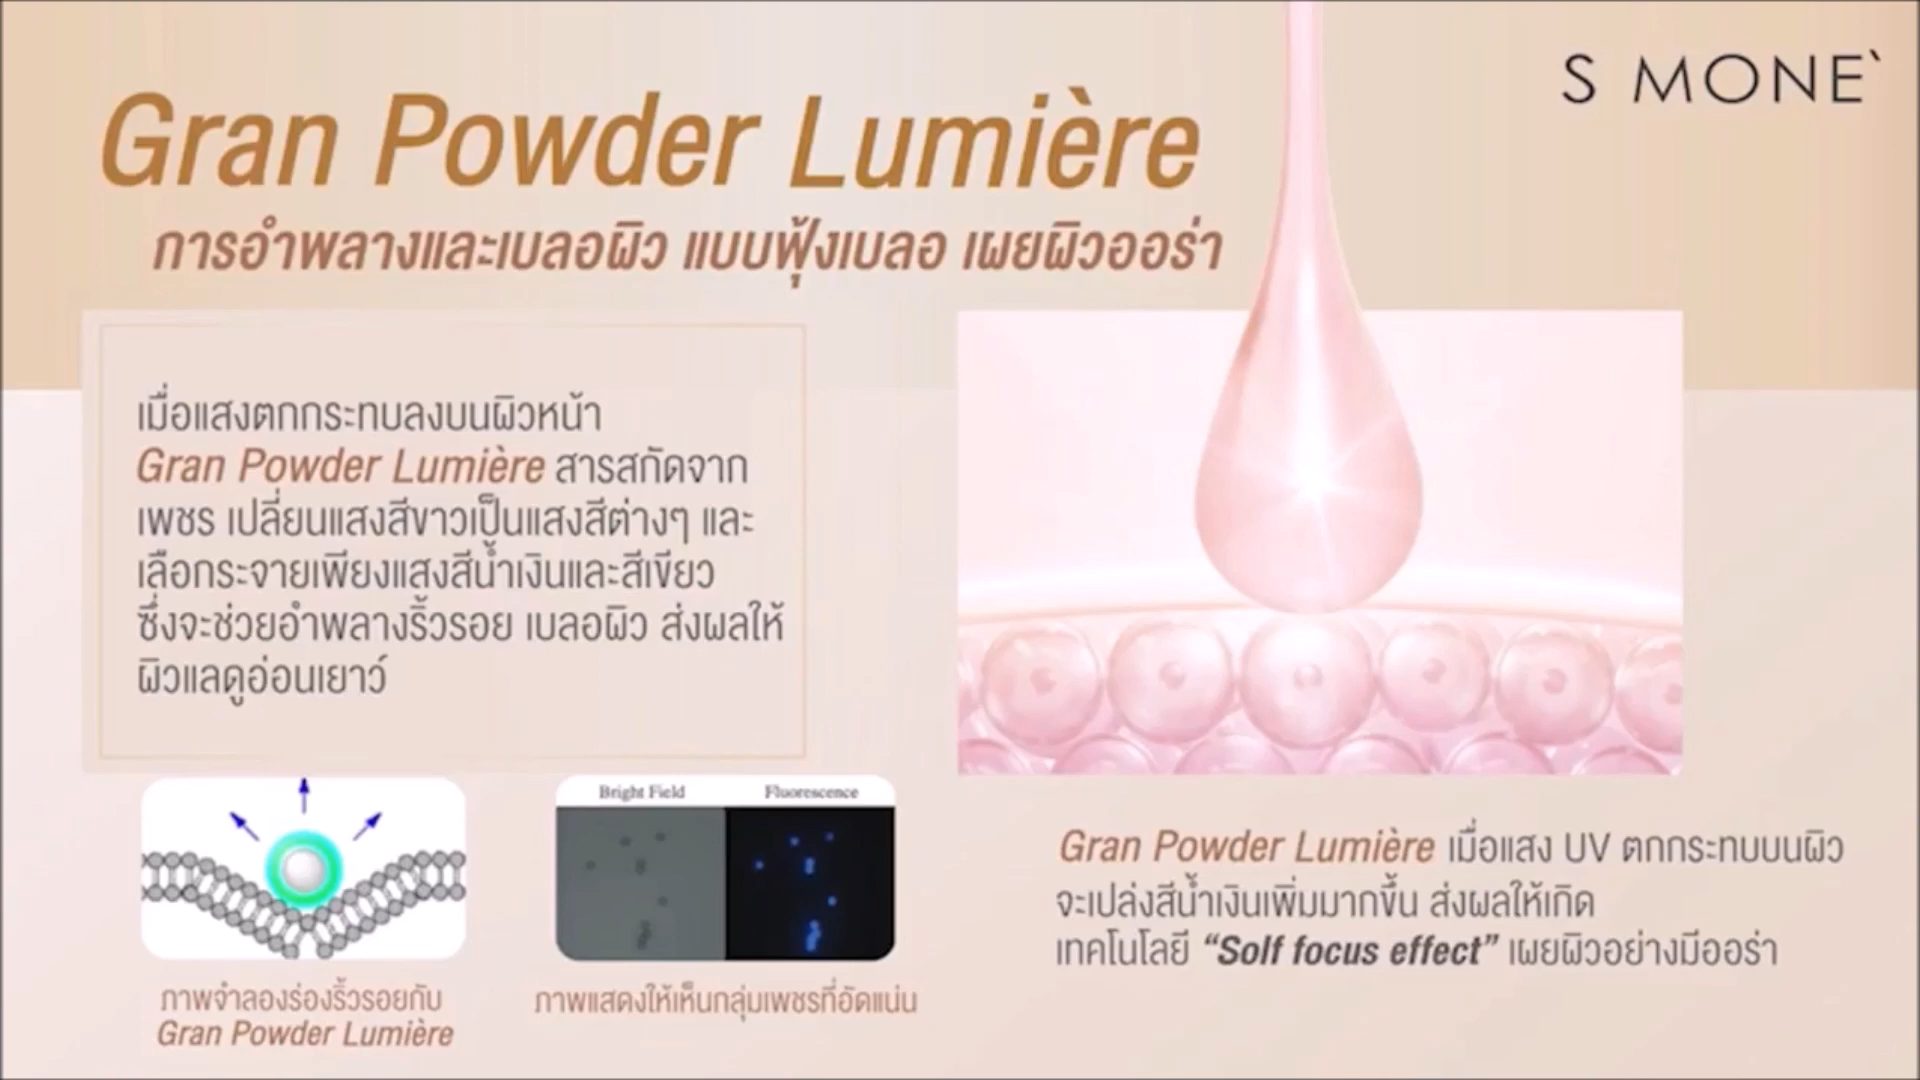 S MONE`
Gran Powder Lumière
การอำพลางและเบลอผิว แบบฟุ้งเบลอ เผยผิวออร่า
เมื่อแสงตกกระทบลงบนผิวหน้า
Gran Powder Lumière สารสกัดจาก
เพชร เปลี่ยนแสงสีขาวเป็นแสงสีต่างๆ และ
เลือกระจายเพียงแสงสีน้ำเงินและสีเขียว
ซึ่งจะช่วยอำพลางริ้วรอย เบลอผิว ส่งผลให้
ผิวแลดูอ่อนเยาว์
Bright Field
Fluorescence
ภาพจำลองร่องริ้วรอยกับ
Gran Powder Lumière
ภาพแสดงให้เห็นกลุ่มเพชรที่อัดแน่น
Gran Powder Lumière เมื่อแสง UV ตกกระทบบนผิว
จะเปล่งสีน้ำเงินเพิ่มมากขึ้น ส่งผลให้เกิด
เทคโนโลยี “Solf focus effect” เผยผิวอย่างมีออร่า